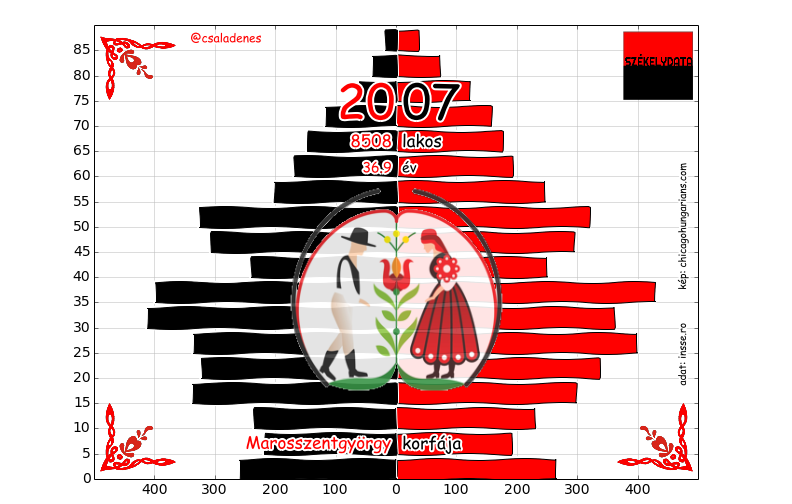 @csaladenes
SZÉKELYDATA
2007
8508 lakos
36.9 év
Marosszentgyörgy korfája
kép: chicagohungarians.com
adat: insse.ro
85
80
75
70
65
60
55
50
45
40
35
30
25
20
15
10
5
0
400 300 200 100 0 100 200 300 400